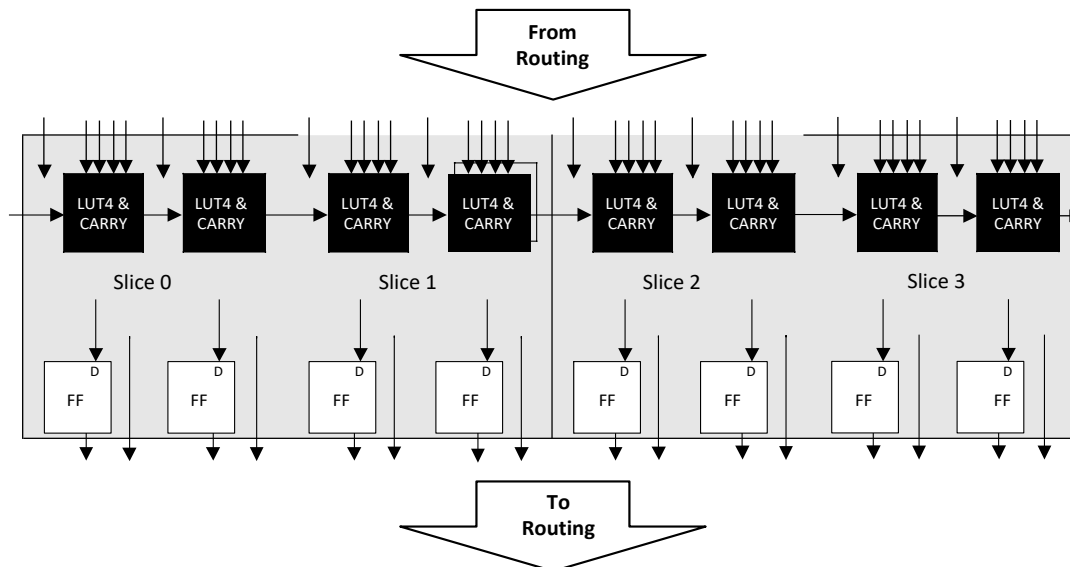 From
Routing
LUT4 &
CARRY
LUT4 &
CARRY
LUT4 &
CARRY
LUT4 &
CARRY
LUT4 &
CARRY
LUT4 &
CARRY
LUT4 &
CARRY
LUT4 &
CARRY
Slice 0
Slice 1
Slice 2
Slice 3
D
FF
D
FF
D
FF
D
FF
D
FF
D
FF
D
FF
D
FF
To
Routing